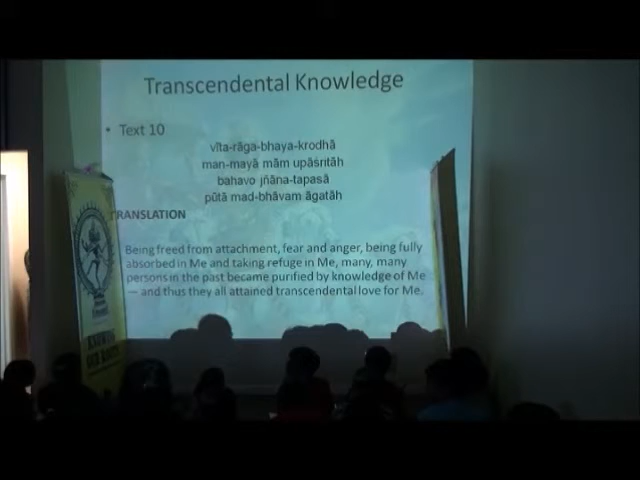 Transcendental Knowledge
• Text 10
vīta-rāga-bhaya-krodhā
man-mayā mām upāśritāḥ
bahavo jñāna-tapasā
pūtā mad-bhāvam āgatāḥ
TRANSLATION
Being freed from attachment, fear and anger, being fully
absorbed in Me and taking refuge in Me, many, many
persons in the past became purified by knowledge of Me
— and thus they all attained transcendental love for Me.
KNOWING
OUR ROOTS